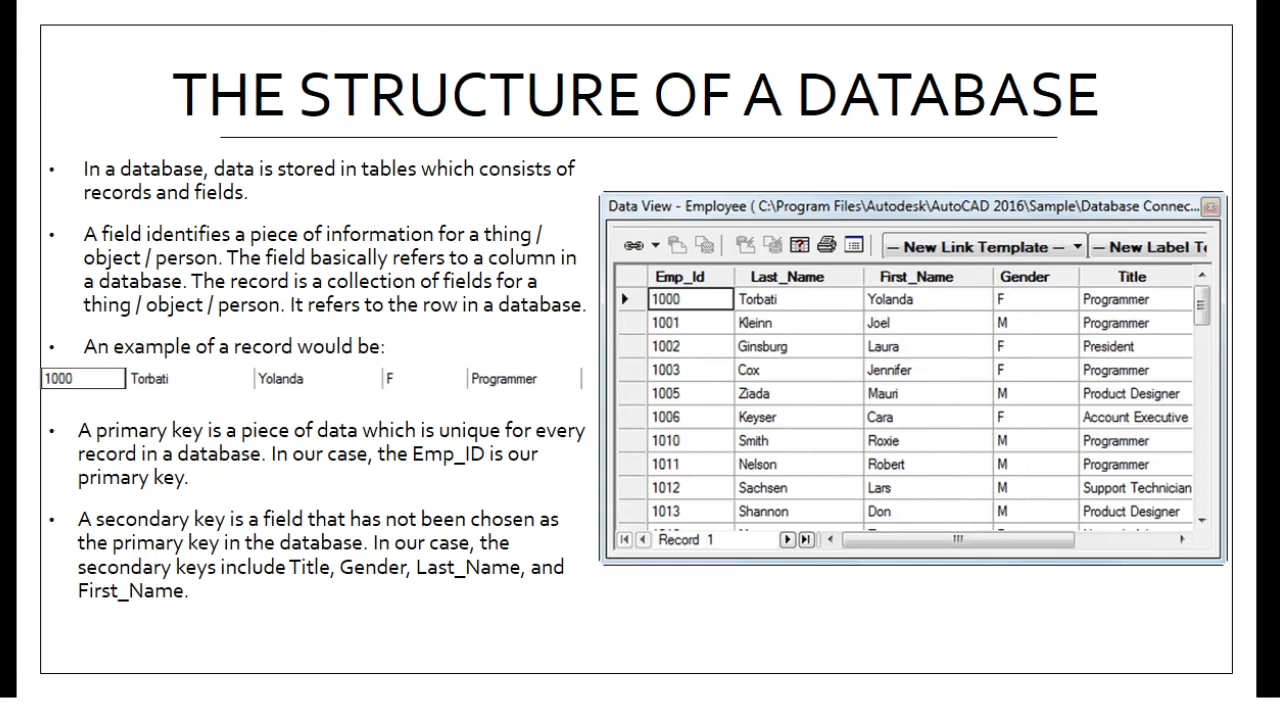 THE STRUCTURE OF A DATABASE
• In a database, data is stored in tables which consists of
records and fields.
• A field identifies a piece of information for a thing /
object / person. The field basically refers to a column in
a database. The record is a collection of fields for a
thing / object / person. It refers to the row in a database.
• An example of a record would be:
1000 Torbati Yolanda F Programmer
• A primary key is a piece of data which is unique for every
record in a database. In our case, the Emp_ID is our
primary key.
• A secondary key is a field that has not been chosen as
the primary key in the database. In our case, the
secondary keys include Title, Gender, Last_Name, and
First_Name.
Data View - Employee ( C:\Program Files\Autodesk\AutoCAD 2016\Sample\Database Connec...
– New Link Template – – New Label Te
Emp_Id Last_Name First_Name Gender Title
1000 Torbati Yolanda F Programmer
1001 Kleinn Joel M Programmer
1002 Ginsburg Laura F President
1003 Cox Jennifer F Programmer
1005 Ziada Mauri M Product Designer
1006 Keyser Cara F Account Executive
1010 Smith Roxie M Programmer
1011 Nelson Robert M Programmer
1012 Sachsen Lars M Support Technician
1013 Shannon Don M Product Designer
Record 1